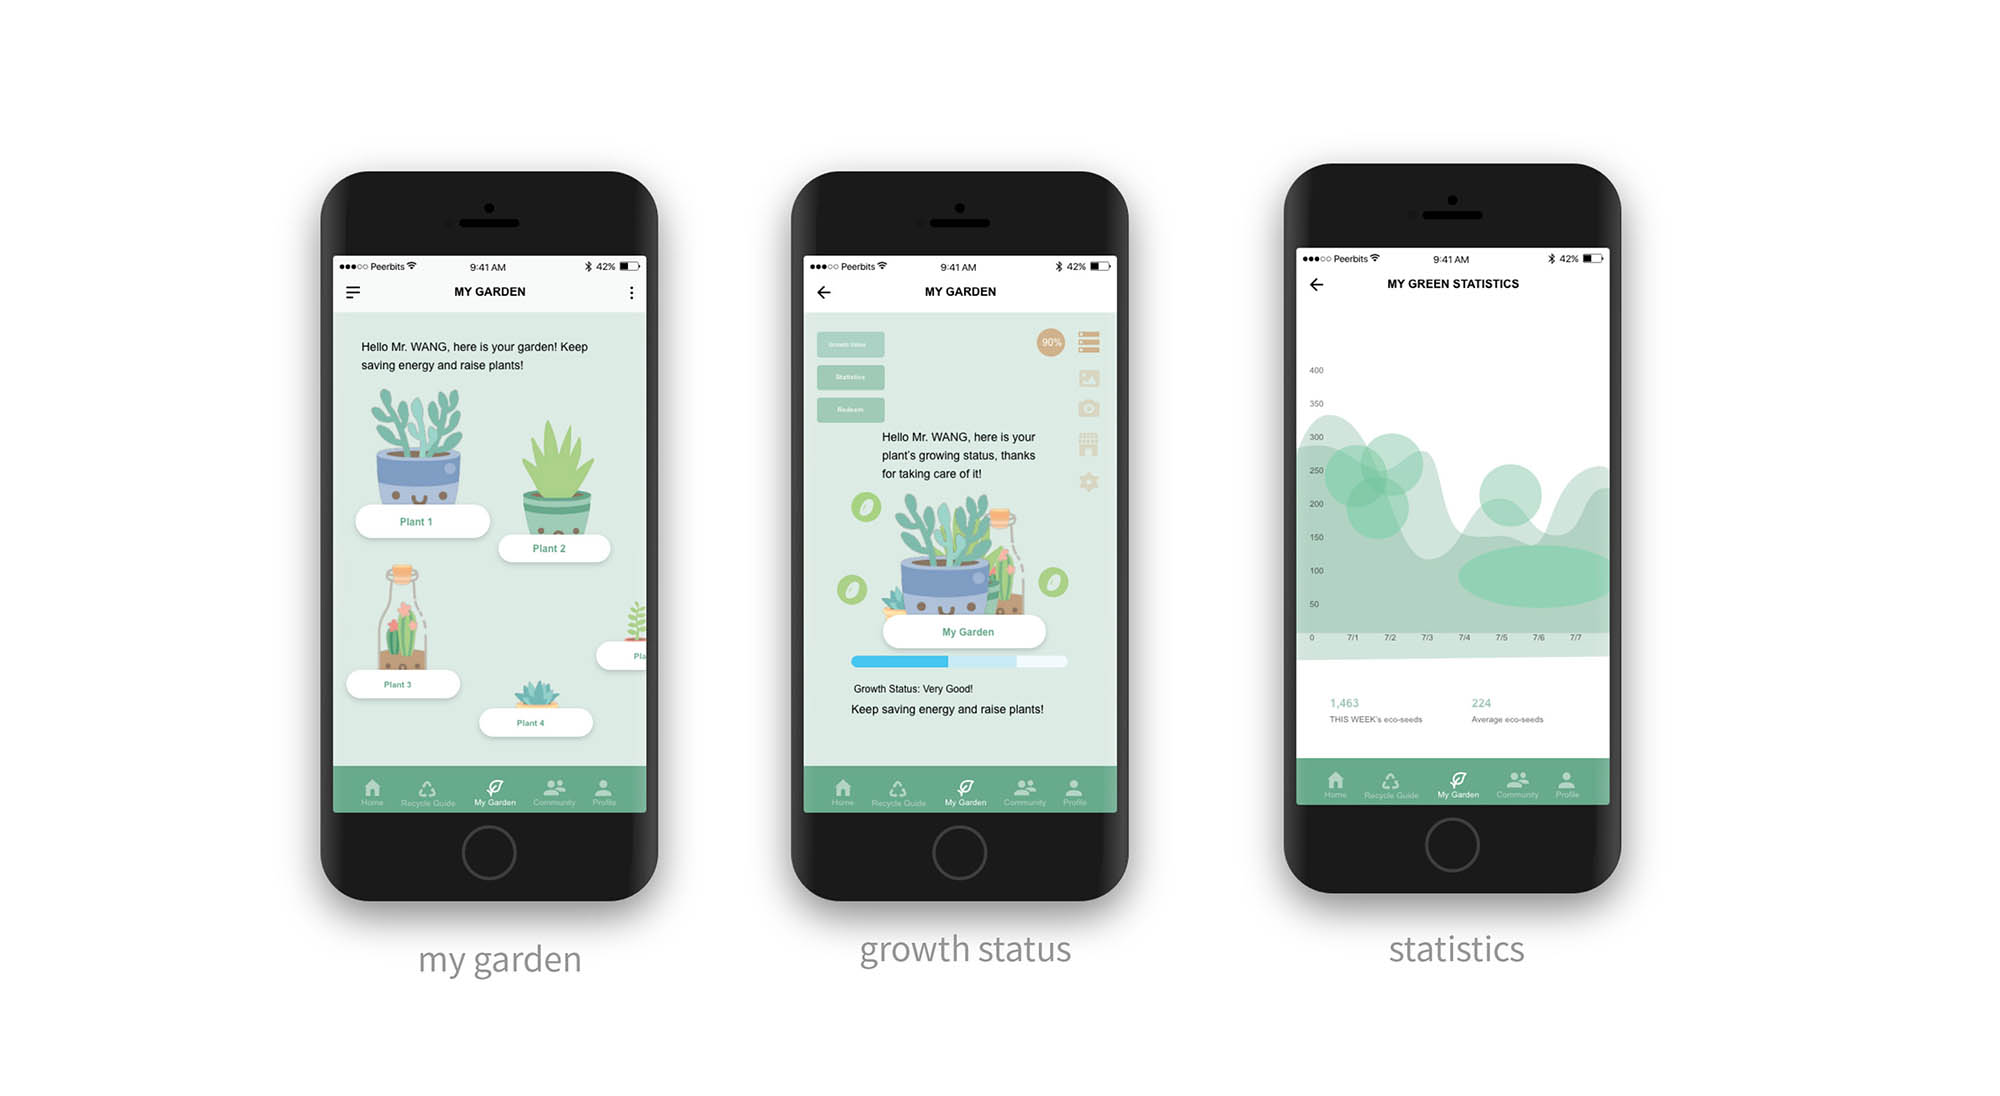 Peerbits
9:41 AM
42%
MY GARDEN
Hello Mr. WANG, here is your garden! Keep
saving energy and raise plants!
Plant 1
Plant 2
Plant 3
Pla
Plant 4
Home
Recycle Guide
My Garden
Community
Profile
my garden
Peerbits
9:41 AM
42%
MY GARDEN
Growth Value
90%
Statistics
Redeem
Hello Mr. WANG, here is your
plant's growing status, thanks
for taking care of it!
My Garden
Growth Status: Very Good!
Keep saving energy and raise plants!
Home
Recycle Guide
My Garden
Community
Profile
growth status
Peerbits
9:41 AM
42%
MY GREEN STATISTICS
400
350
300
250
200
150
100
50
0 7/1 7/2 7/3 7/4 7/5 7/6 7/7
1,463
THIS WEEK's eco-seeds
224
Average eco-seeds
Home
Recycle Guide
My Garden
Community
Profile
statistics